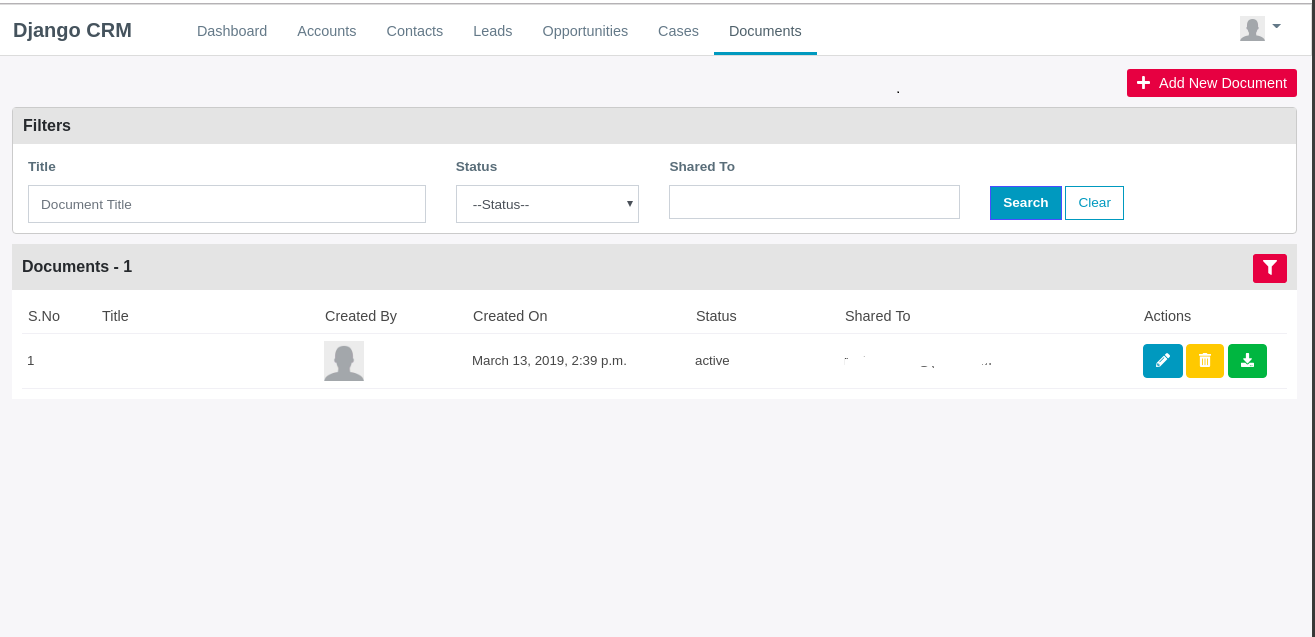 Django CRM Dashboard Accounts Contacts Leads Opportunities Cases Documents
Add New Document
Filters
Title Status Shared To
Document Title --Status-- Search Clear
Documents - 1
S.No Title Created By Created On Status Shared To Actions
1 March 13, 2019, 2:39 p.m. active